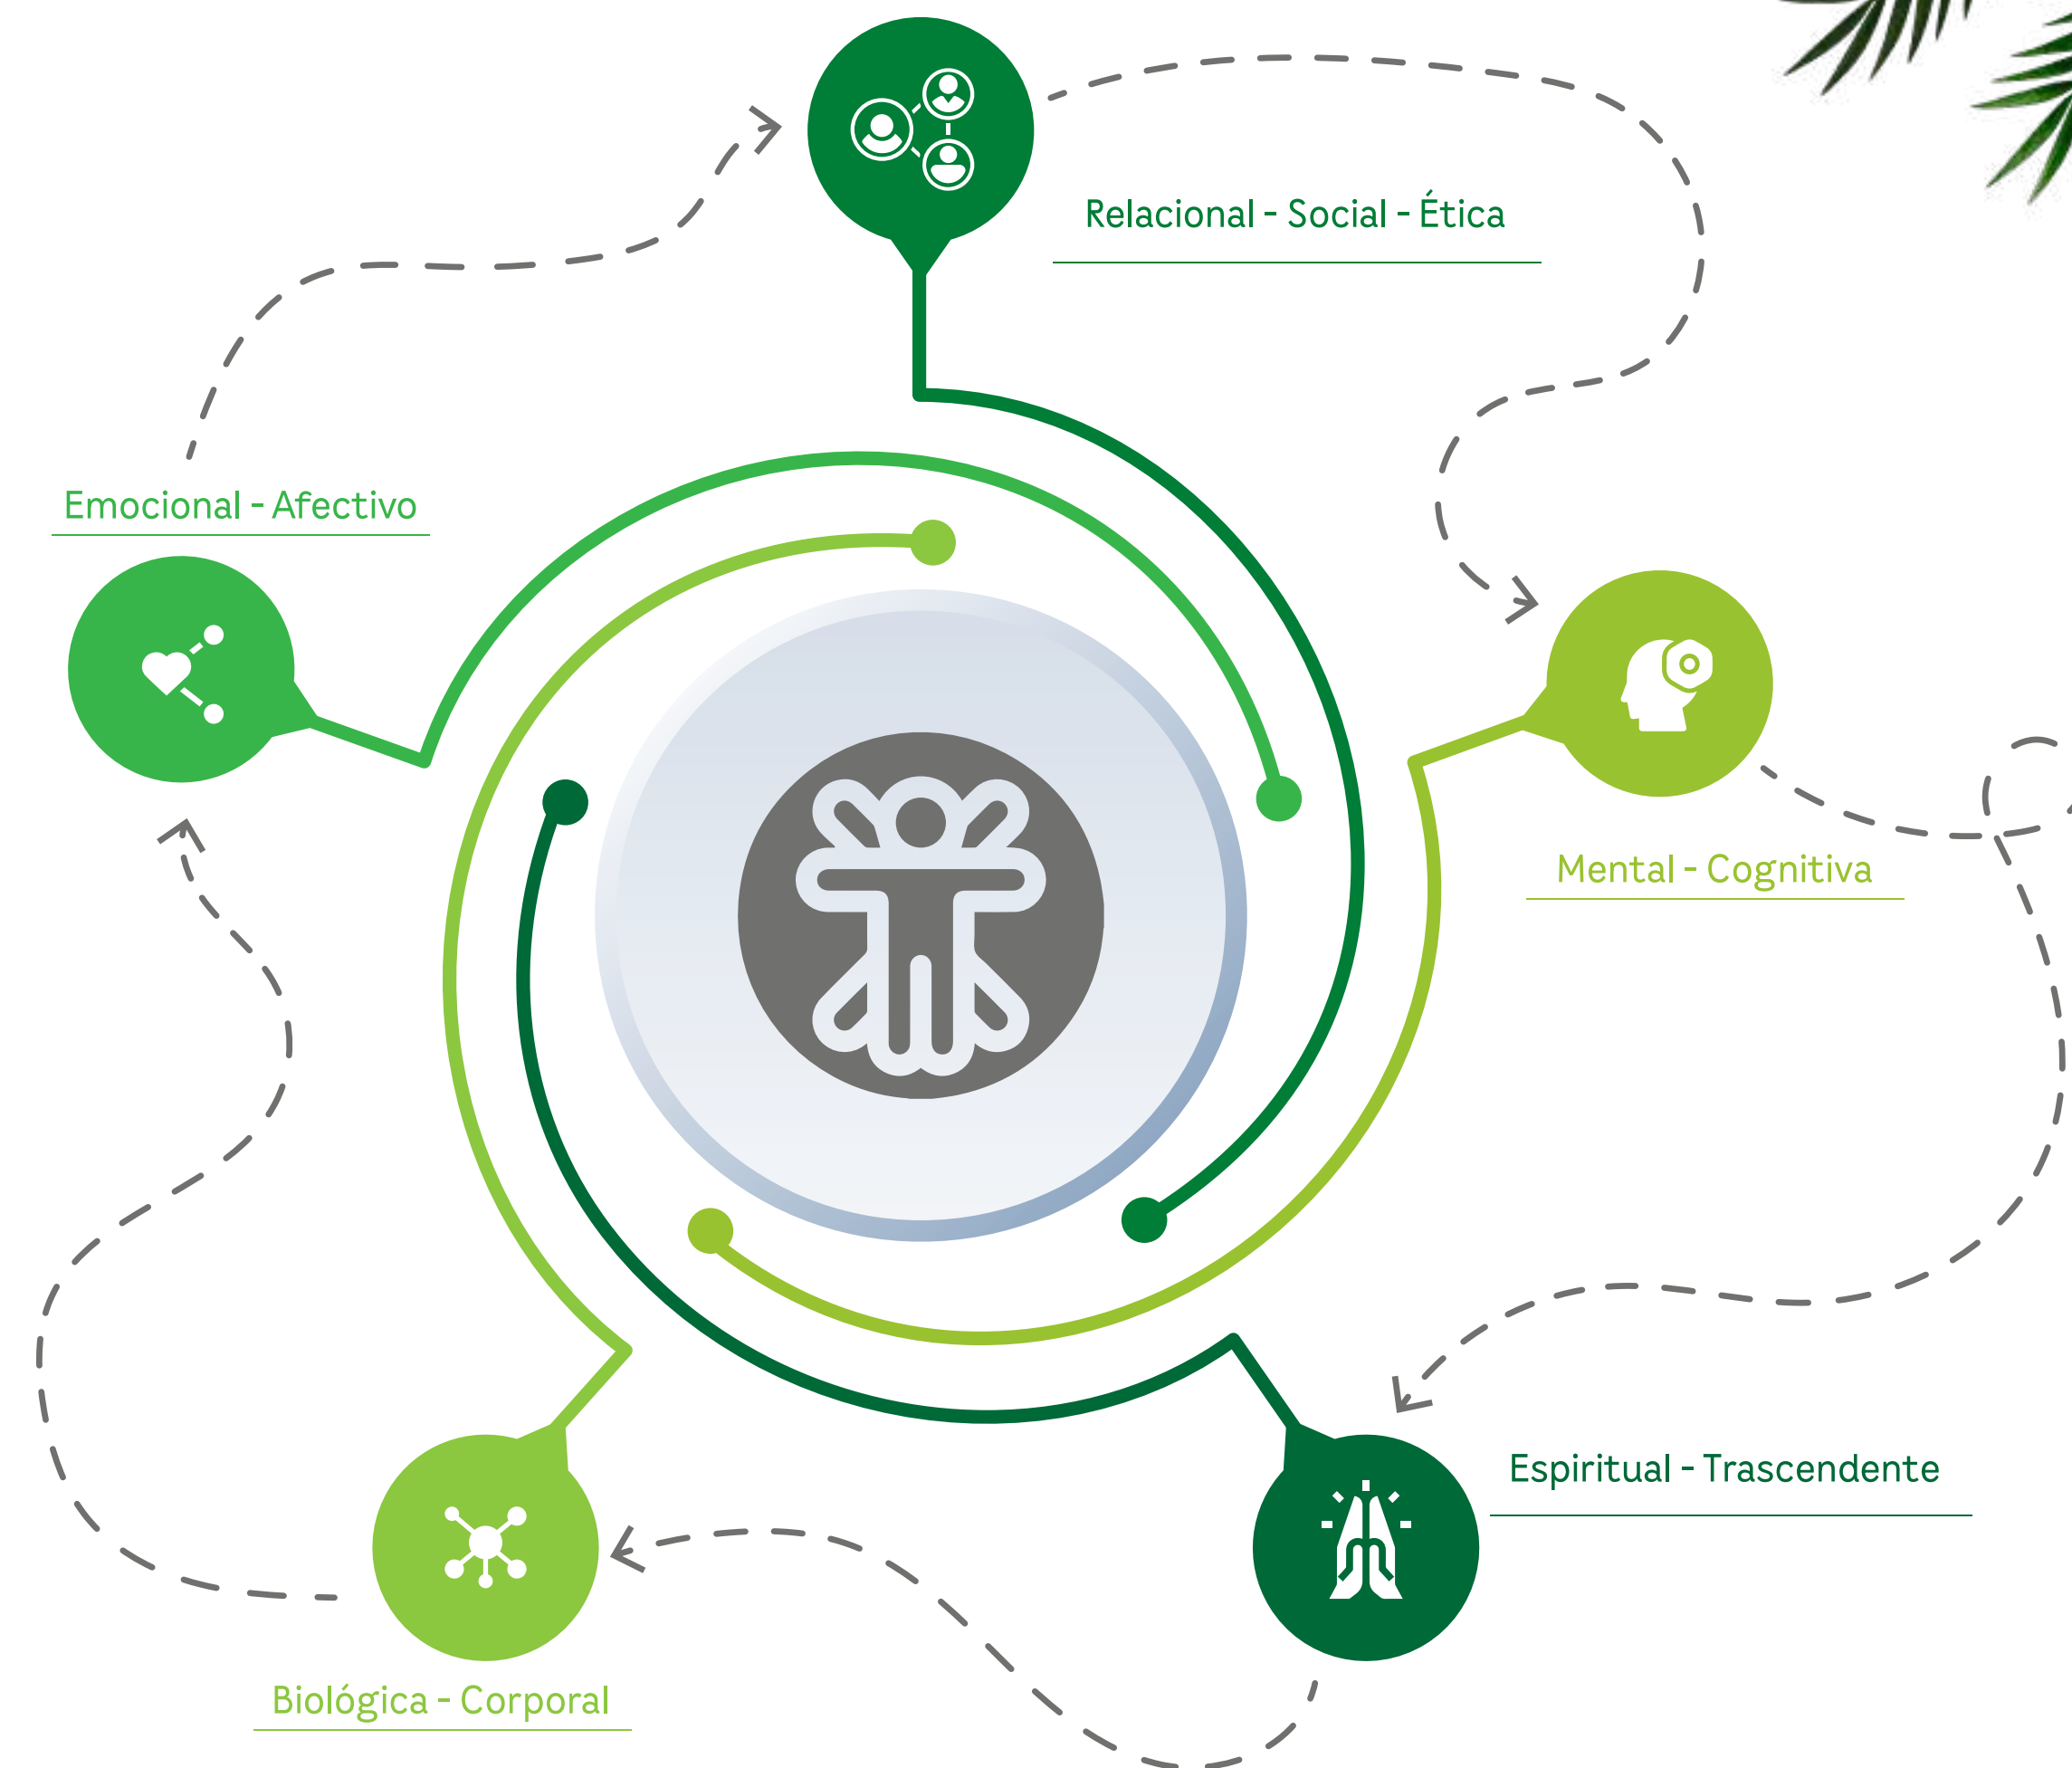 Relacional - Social - Ética
Emocional - Afectivo
Mental - Cognitiva
Espiritual - Trascendente
Biológica - Corporal